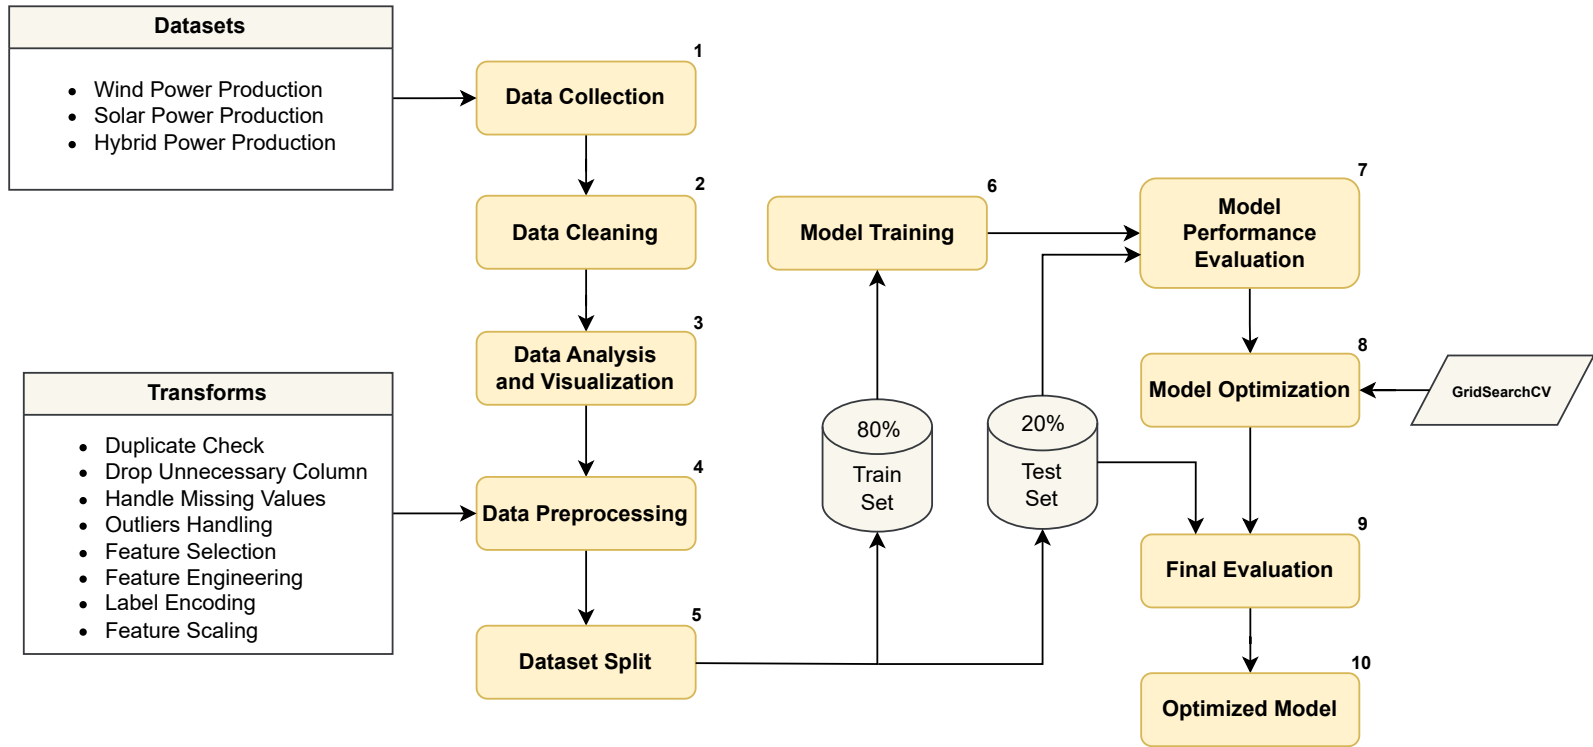 Datasets
• Wind Power Production
• Solar Power Production
• Hybrid Power Production
1
Data Collection
2
Data Cleaning
3
Data Analysis
and Visualization
Transforms
• Duplicate Check
• Drop Unnecessary Column
• Handle Missing Values
• Outliers Handling
• Feature Selection
• Feature Engineering
• Label Encoding
• Feature Scaling
4
Data Preprocessing
5
Dataset Split
80%
Train
Set
20%
Test
Set
6
Model Training
7
Model
Performance
Evaluation
8
Model Optimization
GridSearchCV
9
Final Evaluation
10
Optimized Model